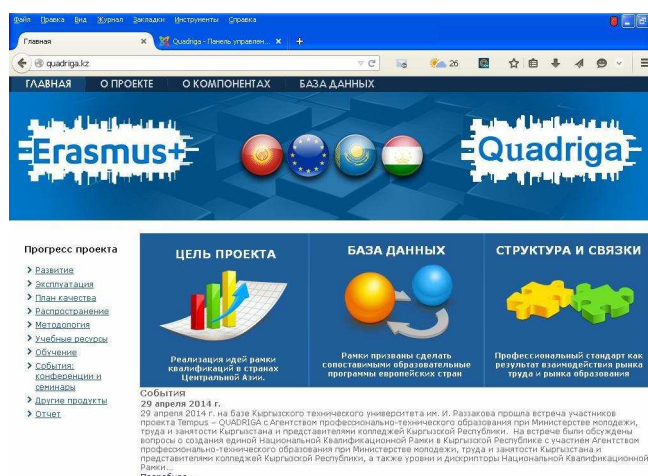 Файл Правка Вид Журнал Закладки Инструменты Справка
Главная
Quadriga - Панель управлен...
quadriga.kz
26
ГЛАВНАЯ О ПРОЕКТЕ О КОМПОНЕНТАХ БАЗА ДАННЫХ
Erasmus+
Quadriga
Прогресс проекта
Развитие
Эксплуатация
План качества
Распространение
Методология
Учебные ресурсы
Обучение
События:
конференции и
семинары
Другие продукты
Отчет
ЦЕЛЬ ПРОЕКТА
Реализация идей рамки
квалификаций в странах
Центральной Азии.
БАЗА ДАННЫХ
Рамки призваны сделать
сопоставимыми образовательные
программы европейских стран
СТРУКТУРА И СВЯЗКИ
Профессиональный стандарт как
результат взаимодействия рынка
труда и рынка образования
События
29 апреля 2014 г.
29 апреля 2014 г. на базе Кыргызского технического университета им. И. Раззакова прошла встреча участников
проекта Tempus – QUADRIGA с Агентством профессионально-технического образования при Министерстве молодежи,
труда и занятости Кыргызстана и представителями колледжей Кыргызской Республики. На встрече были обсуждены
вопросы о создания единой Национальной Квалификационной Рамки в Кыргызской Республике с участием Агентством
профессионально-технического образования при Министерстве молодежи, труда и занятости Кыргызстана и
представителями колледжей Кыргызской Республики, а также уровни и дискрипторы Национальной Квалификационной
Рамки...